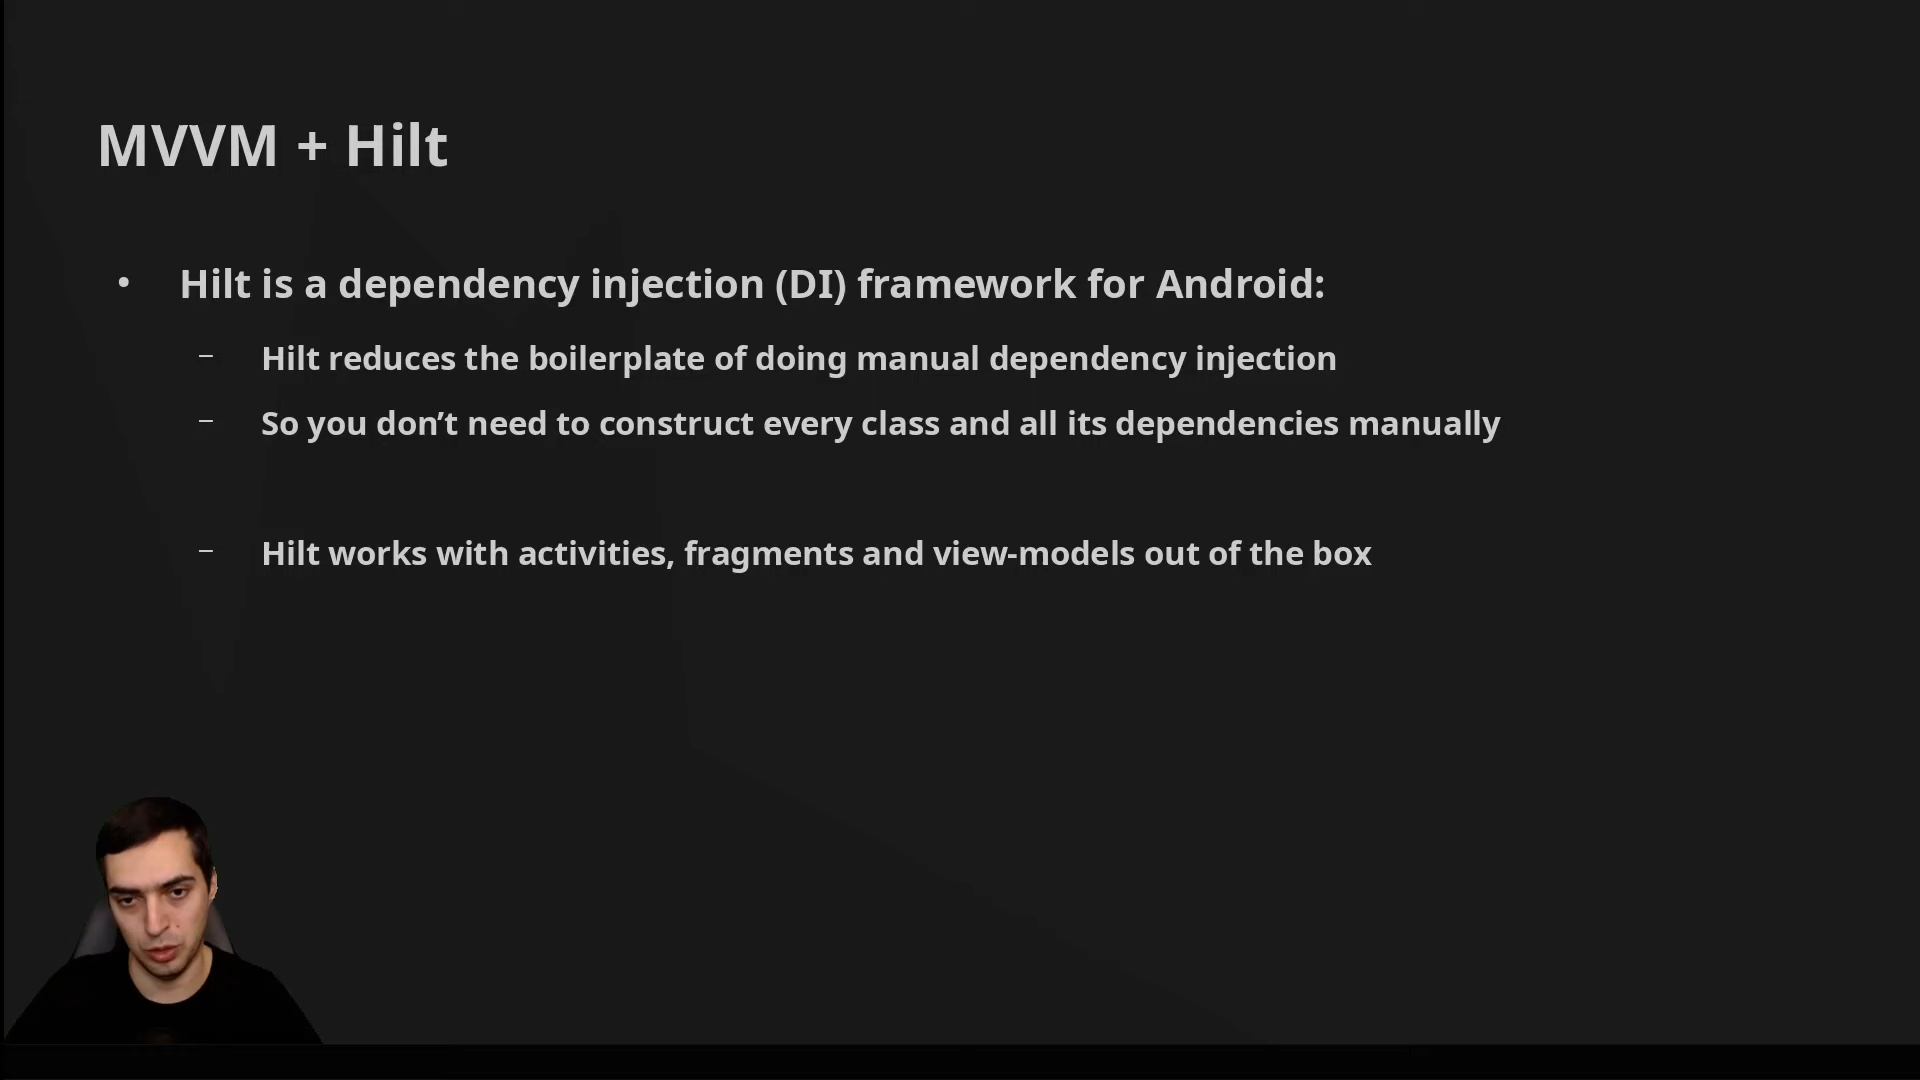 MVVM + Hilt
• Hilt is a dependency injection (DI) framework for Android:
– Hilt reduces the boilerplate of doing manual dependency injection
– So you don’t need to construct every class and all its dependencies manually
– Hilt works with activities, fragments and view-models out of the box